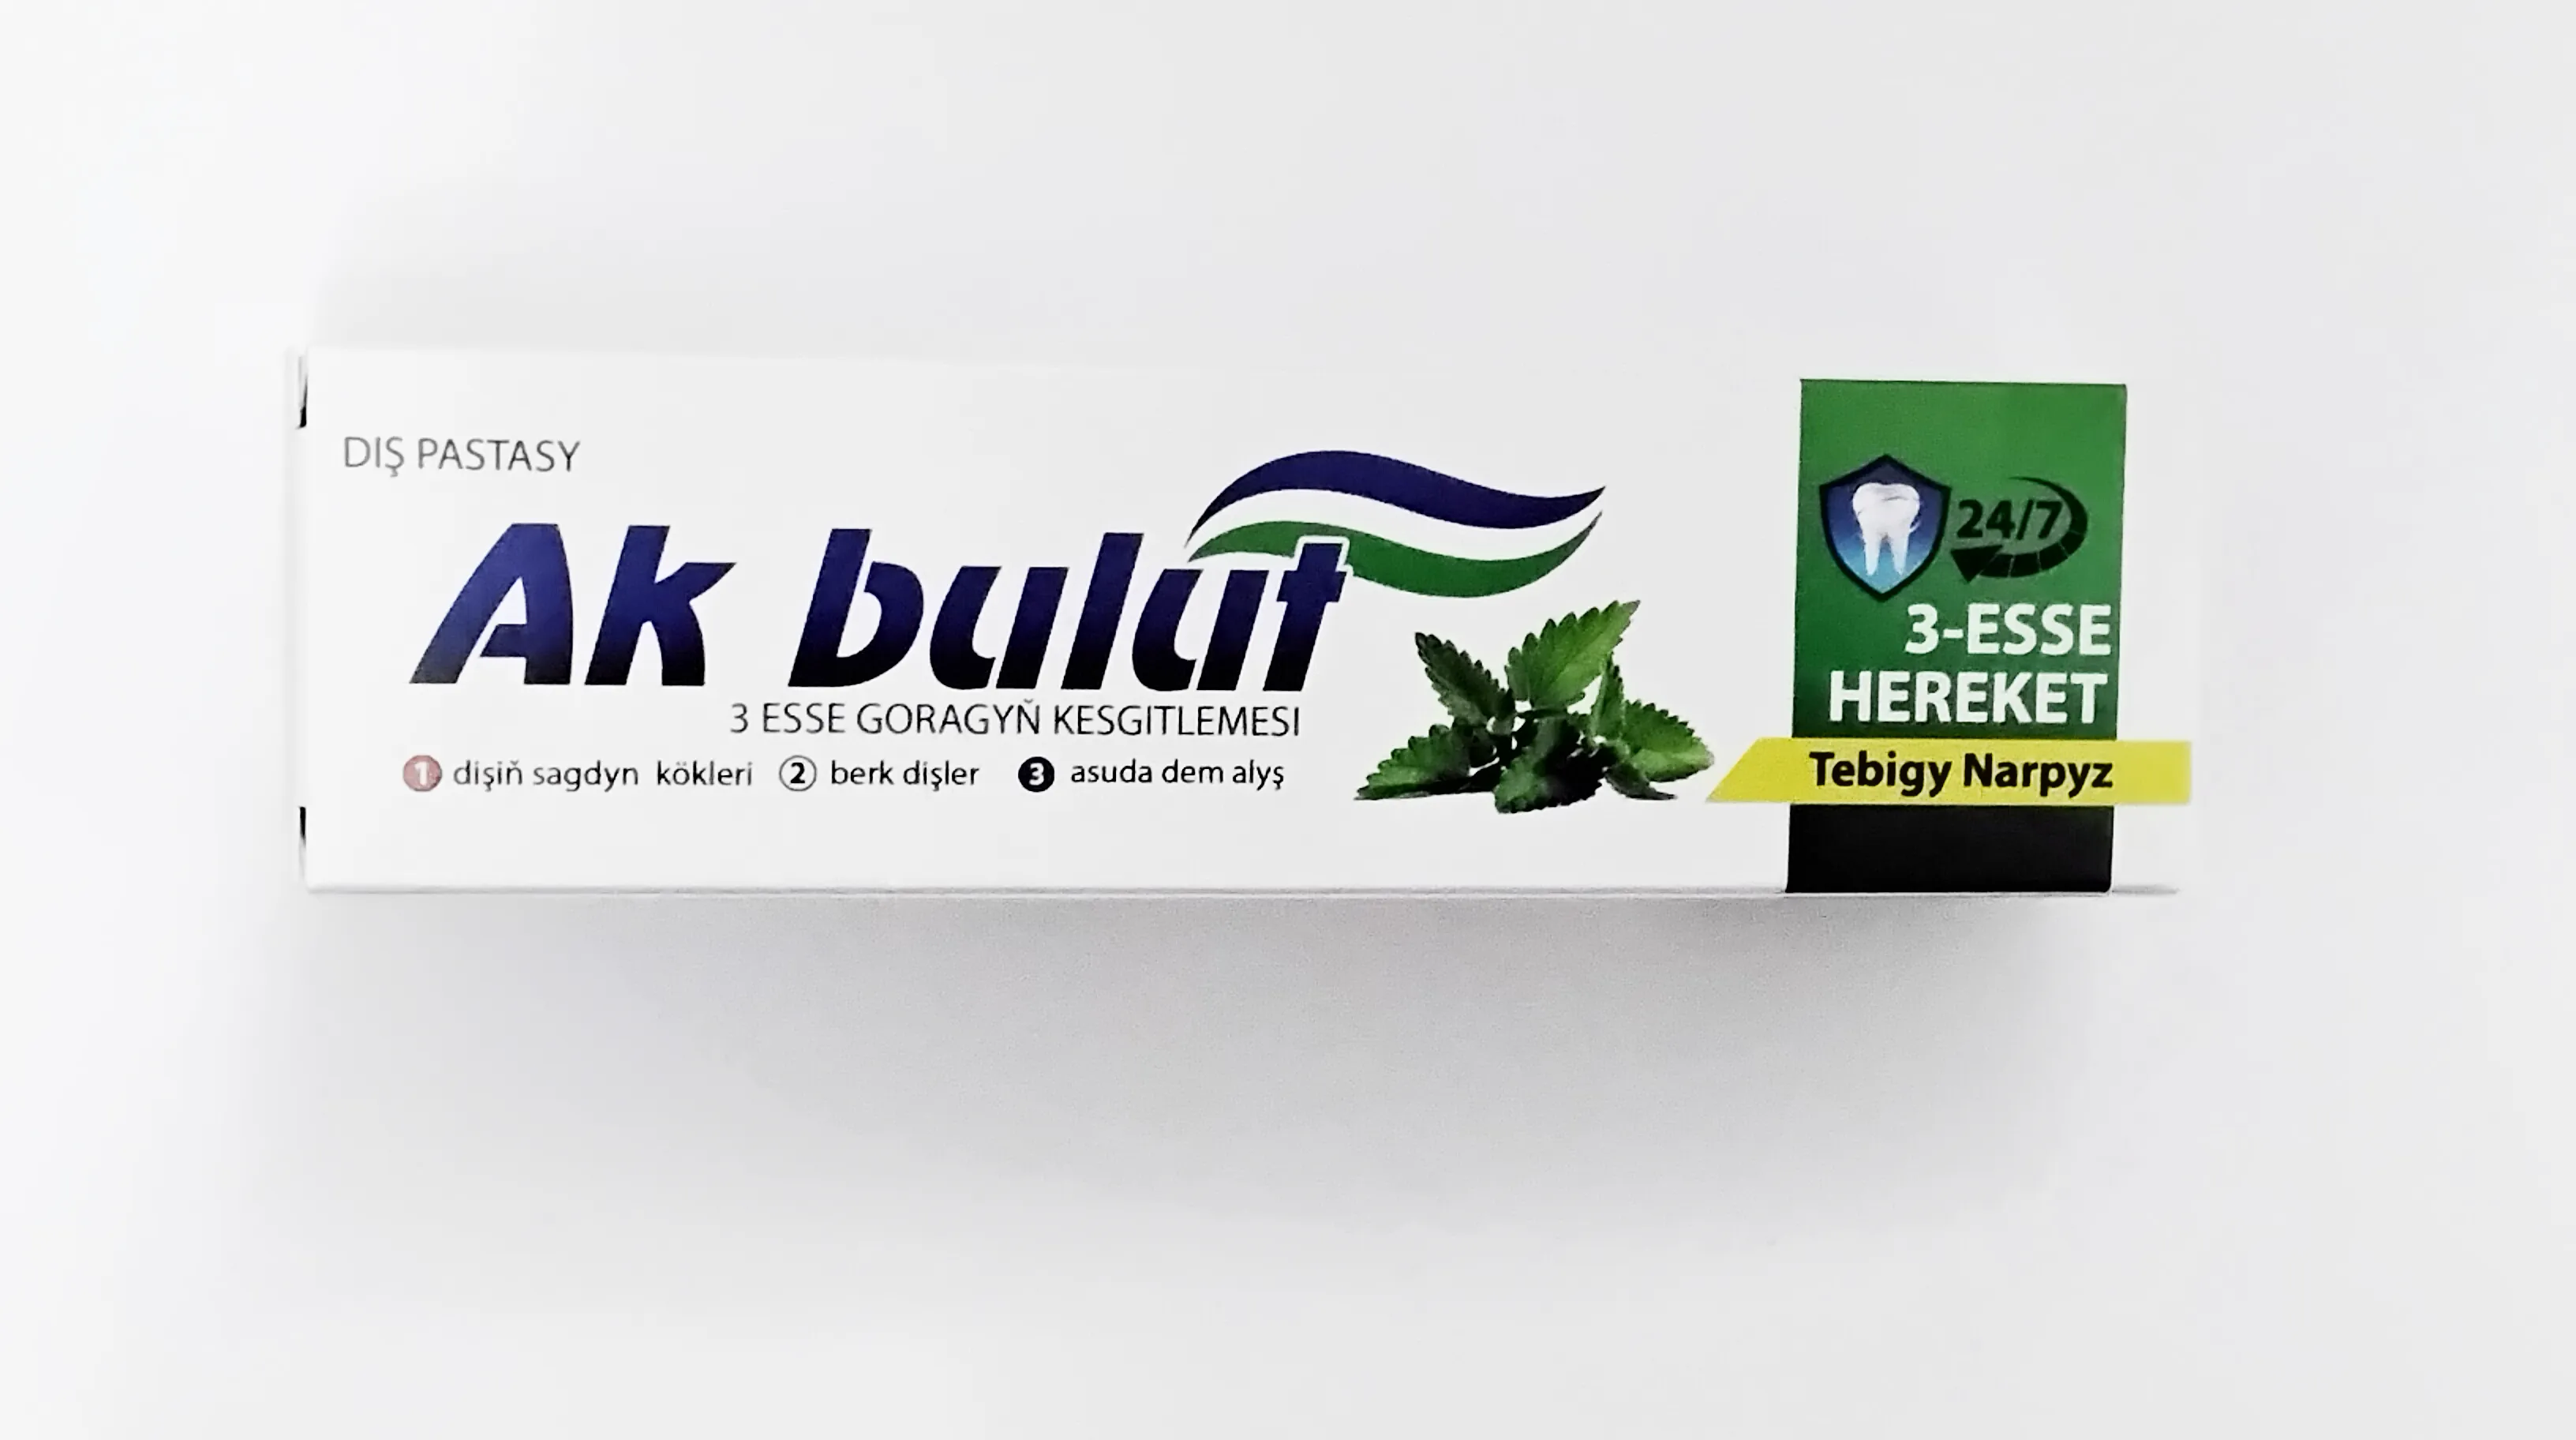 DIŞ PASTASY
Ak bulut
3 ESSE GORAGYŇ KESGITLEMESI
1 dişiň sagdyn kökleri 2 berk dişler 3 asuda dem alyş
24/7
3-ESSE
HEREKET
Tebigy Narpyz